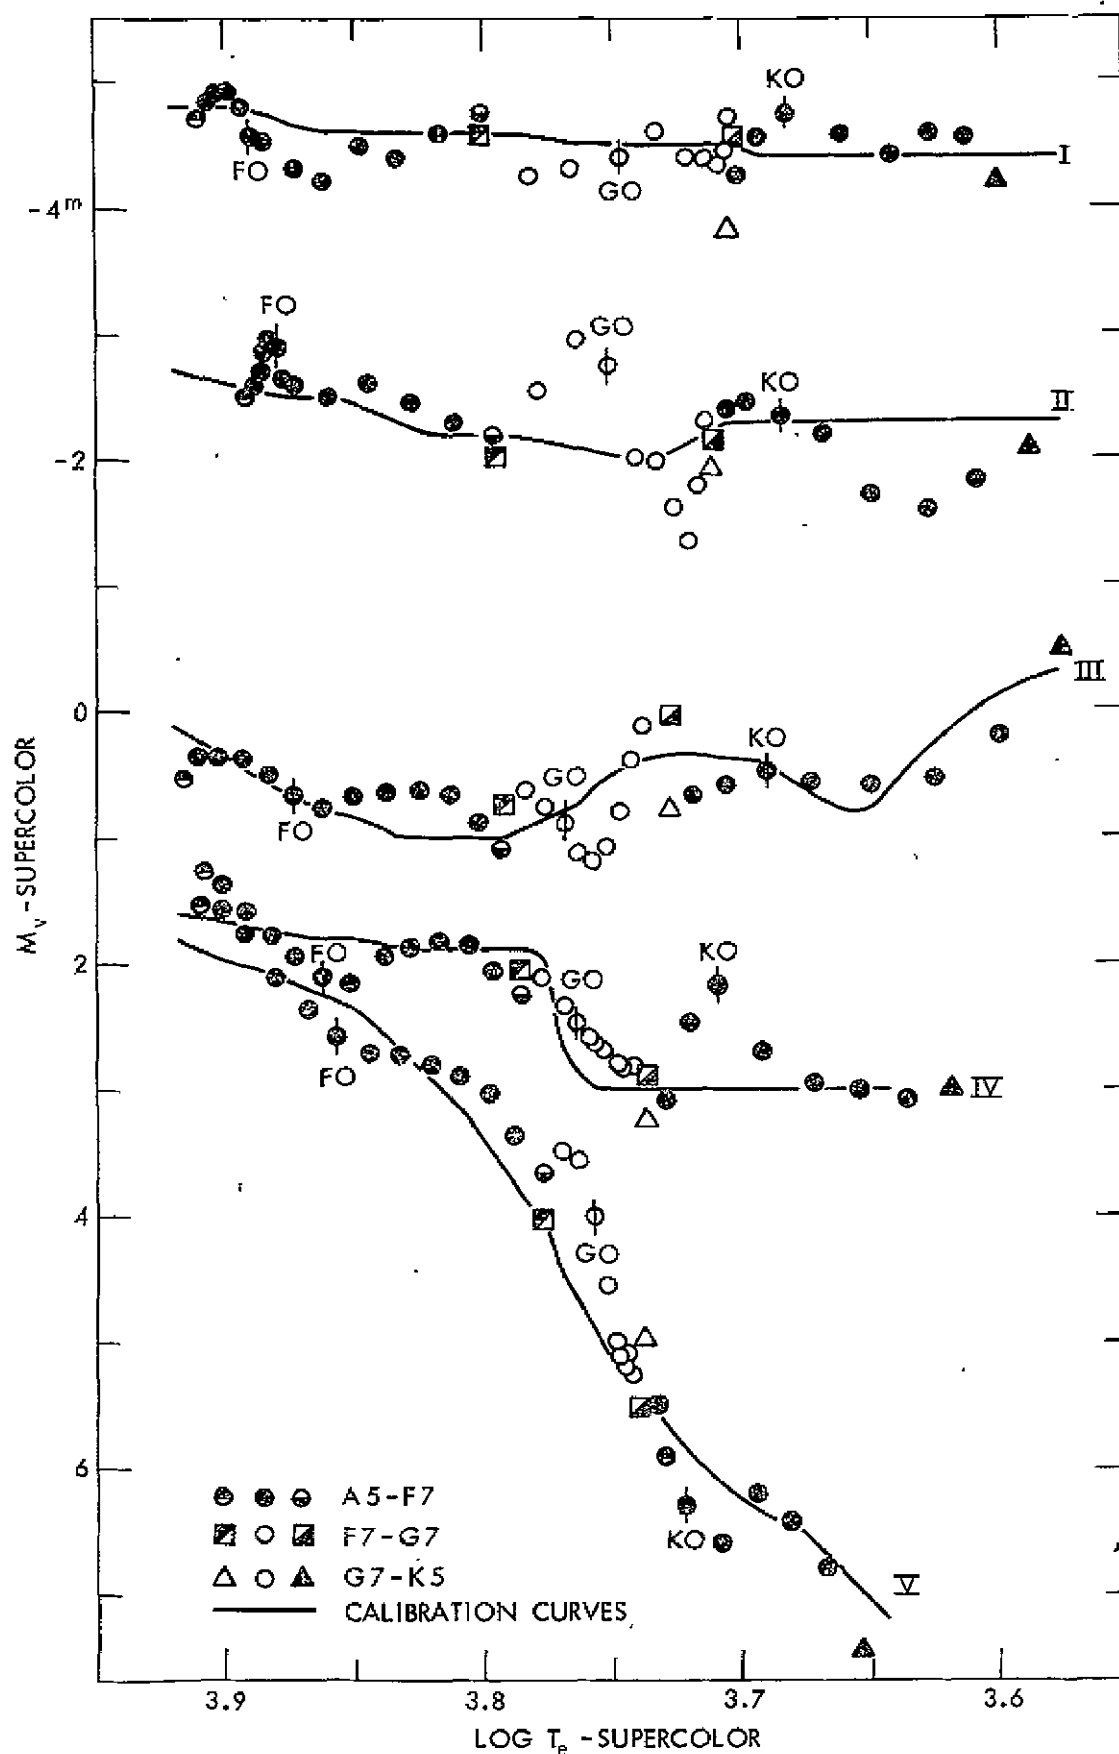 KO
FO
GO
I
-4m
FO
GO
KO
II
-2
III
0
KO
GO
FO
2
FO
GO
KO
FO
IV
4
GO
6
KO
A5-F7
F7-G7
G7-K5
V
CALIBRATION CURVES
3.9 3.8 3.7 3.6
LOG Te -SUPERCOLOR
Mv -SUPERCOLOR